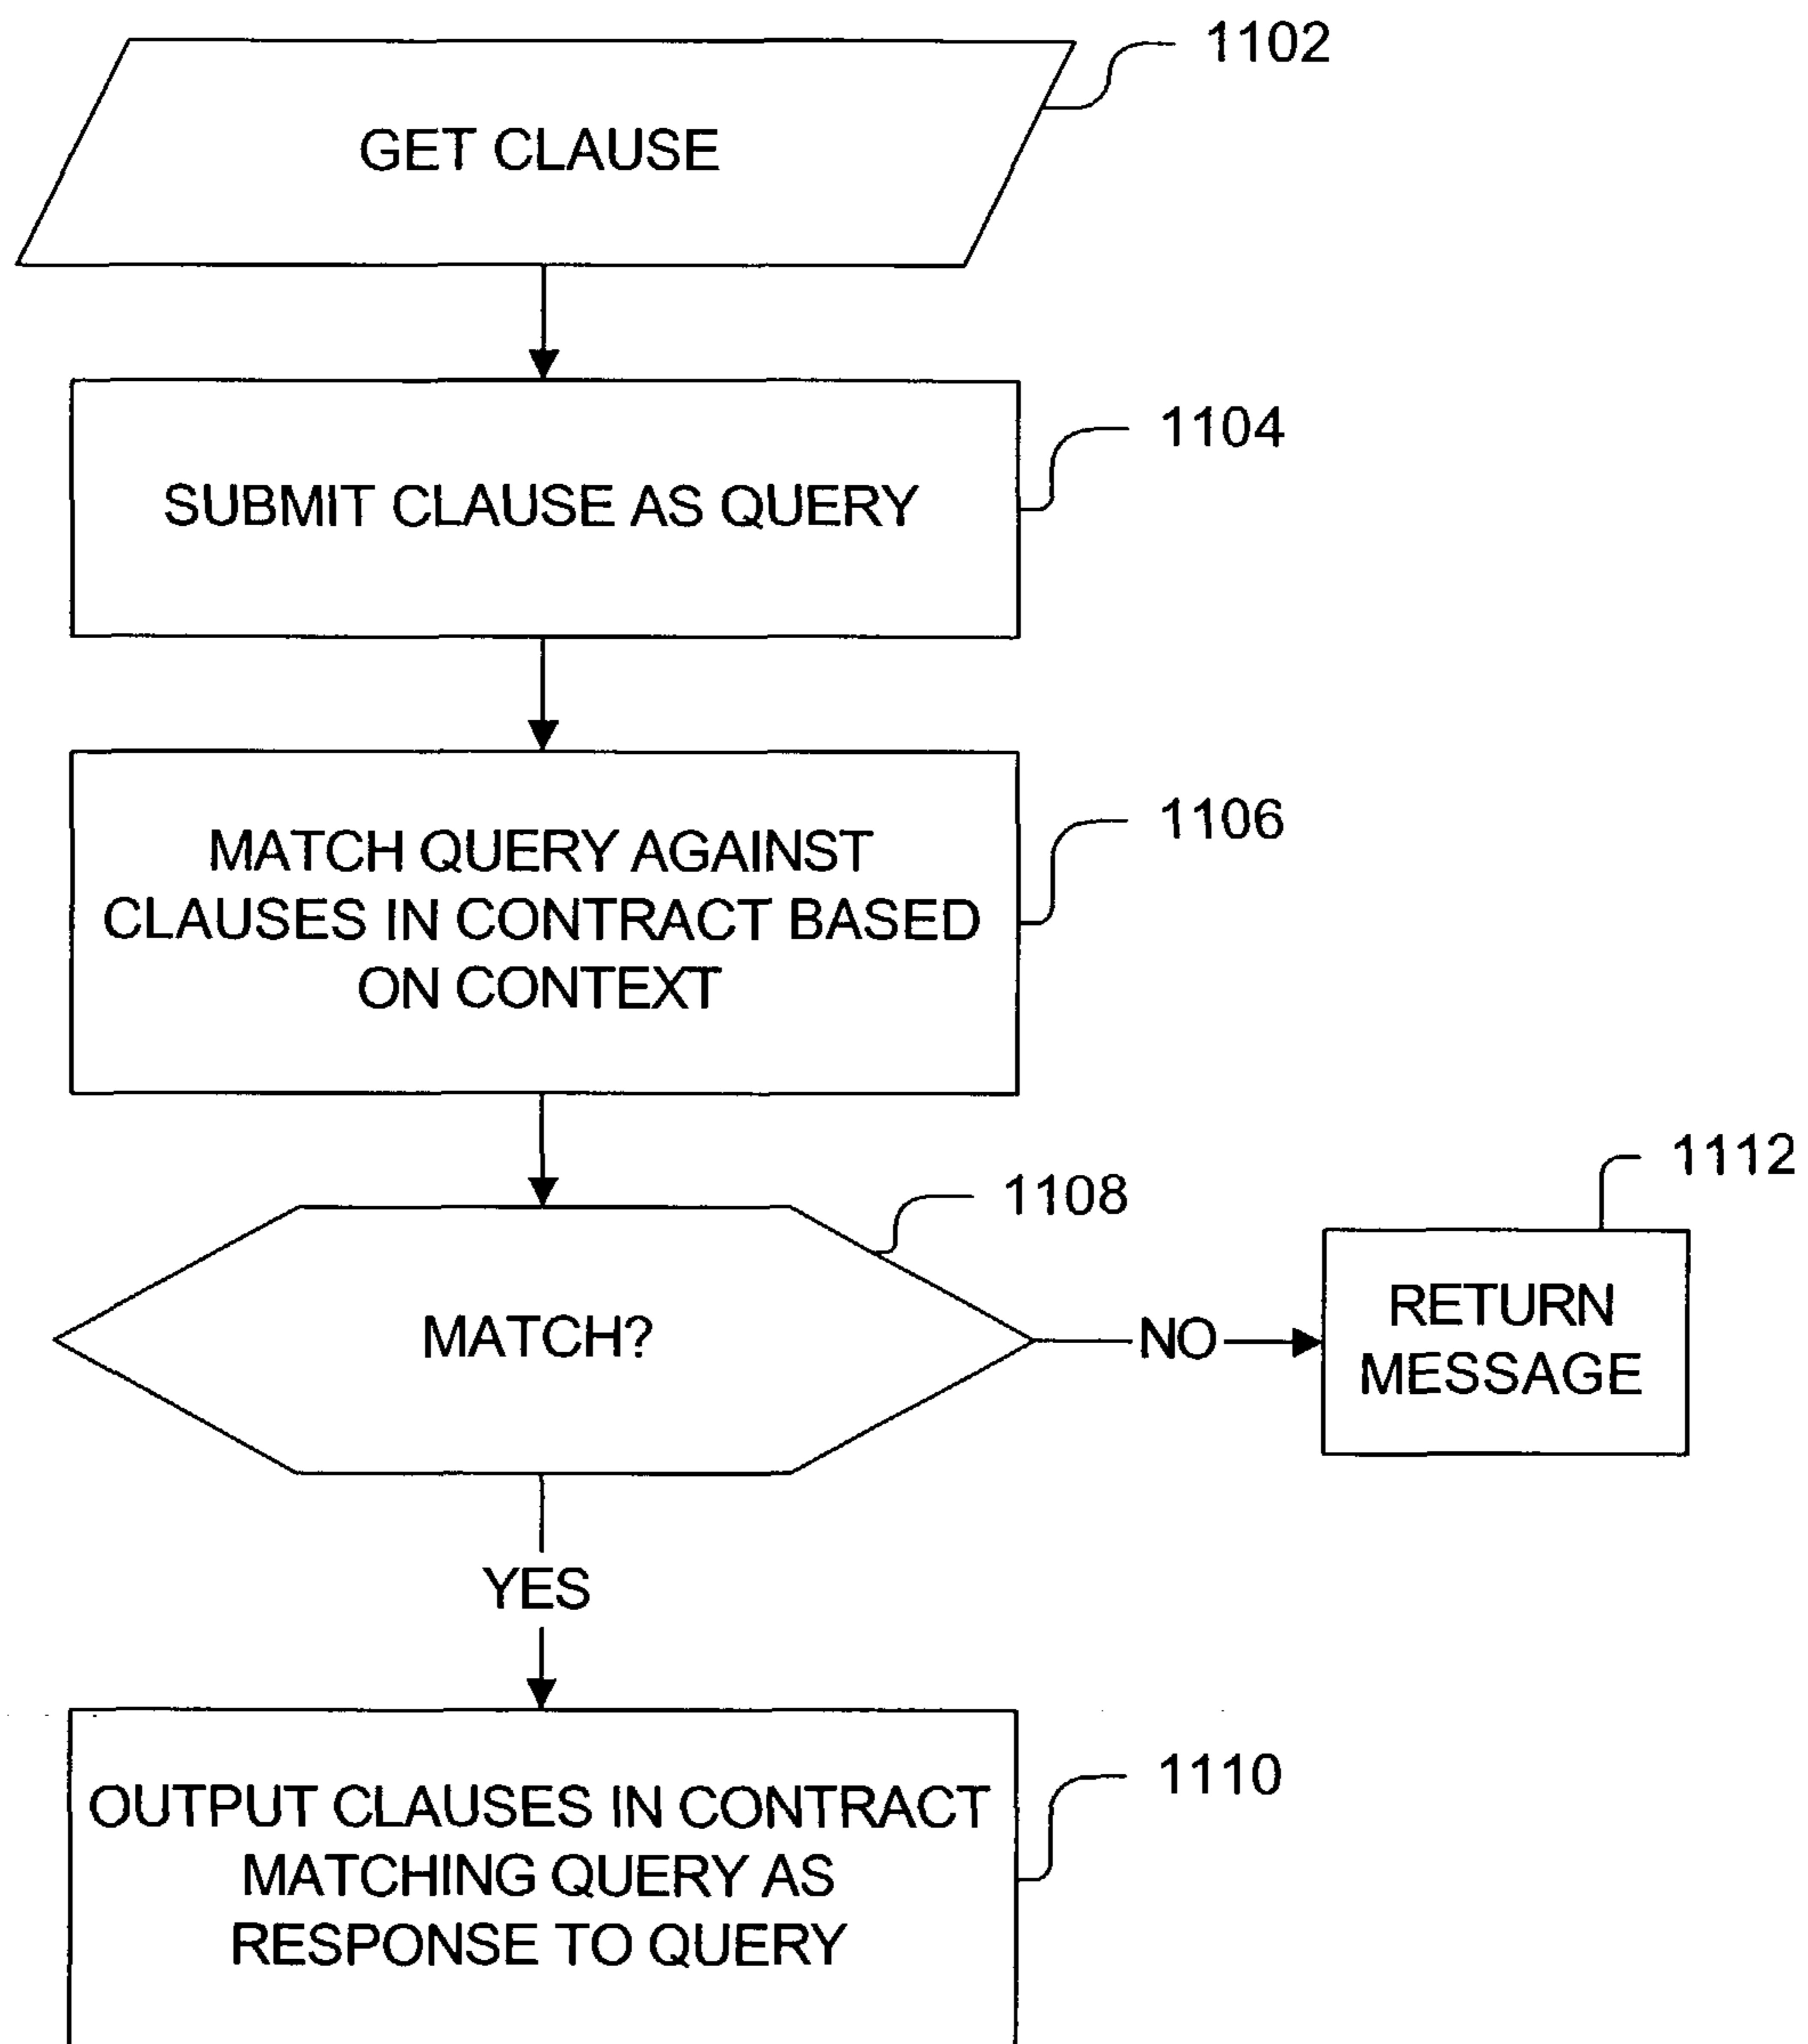 1102
GET CLAUSE
1104
SUBMIT CLAUSE AS QUERY
1106
MATCH QUERY AGAINST
CLAUSES IN CONTRACT BASED
ON CONTEXT
1108
MATCH?
NO
1112
RETURN
MESSAGE
YES
1110
OUTPUT CLAUSES IN CONTRACT
MATCHING QUERY AS
RESPONSE TO QUERY